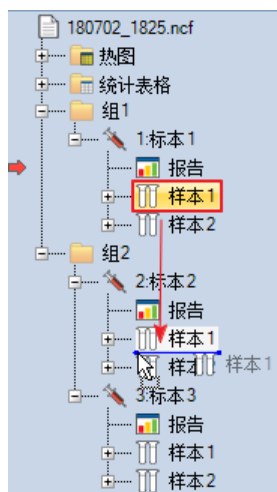 180702_1825.ncf
热图
统计表格
组1
1:标本1
报告
样本1
样本2
组2
2:标本2
报告
样本1
样本1
3:标本3
报告
样本1
样本2